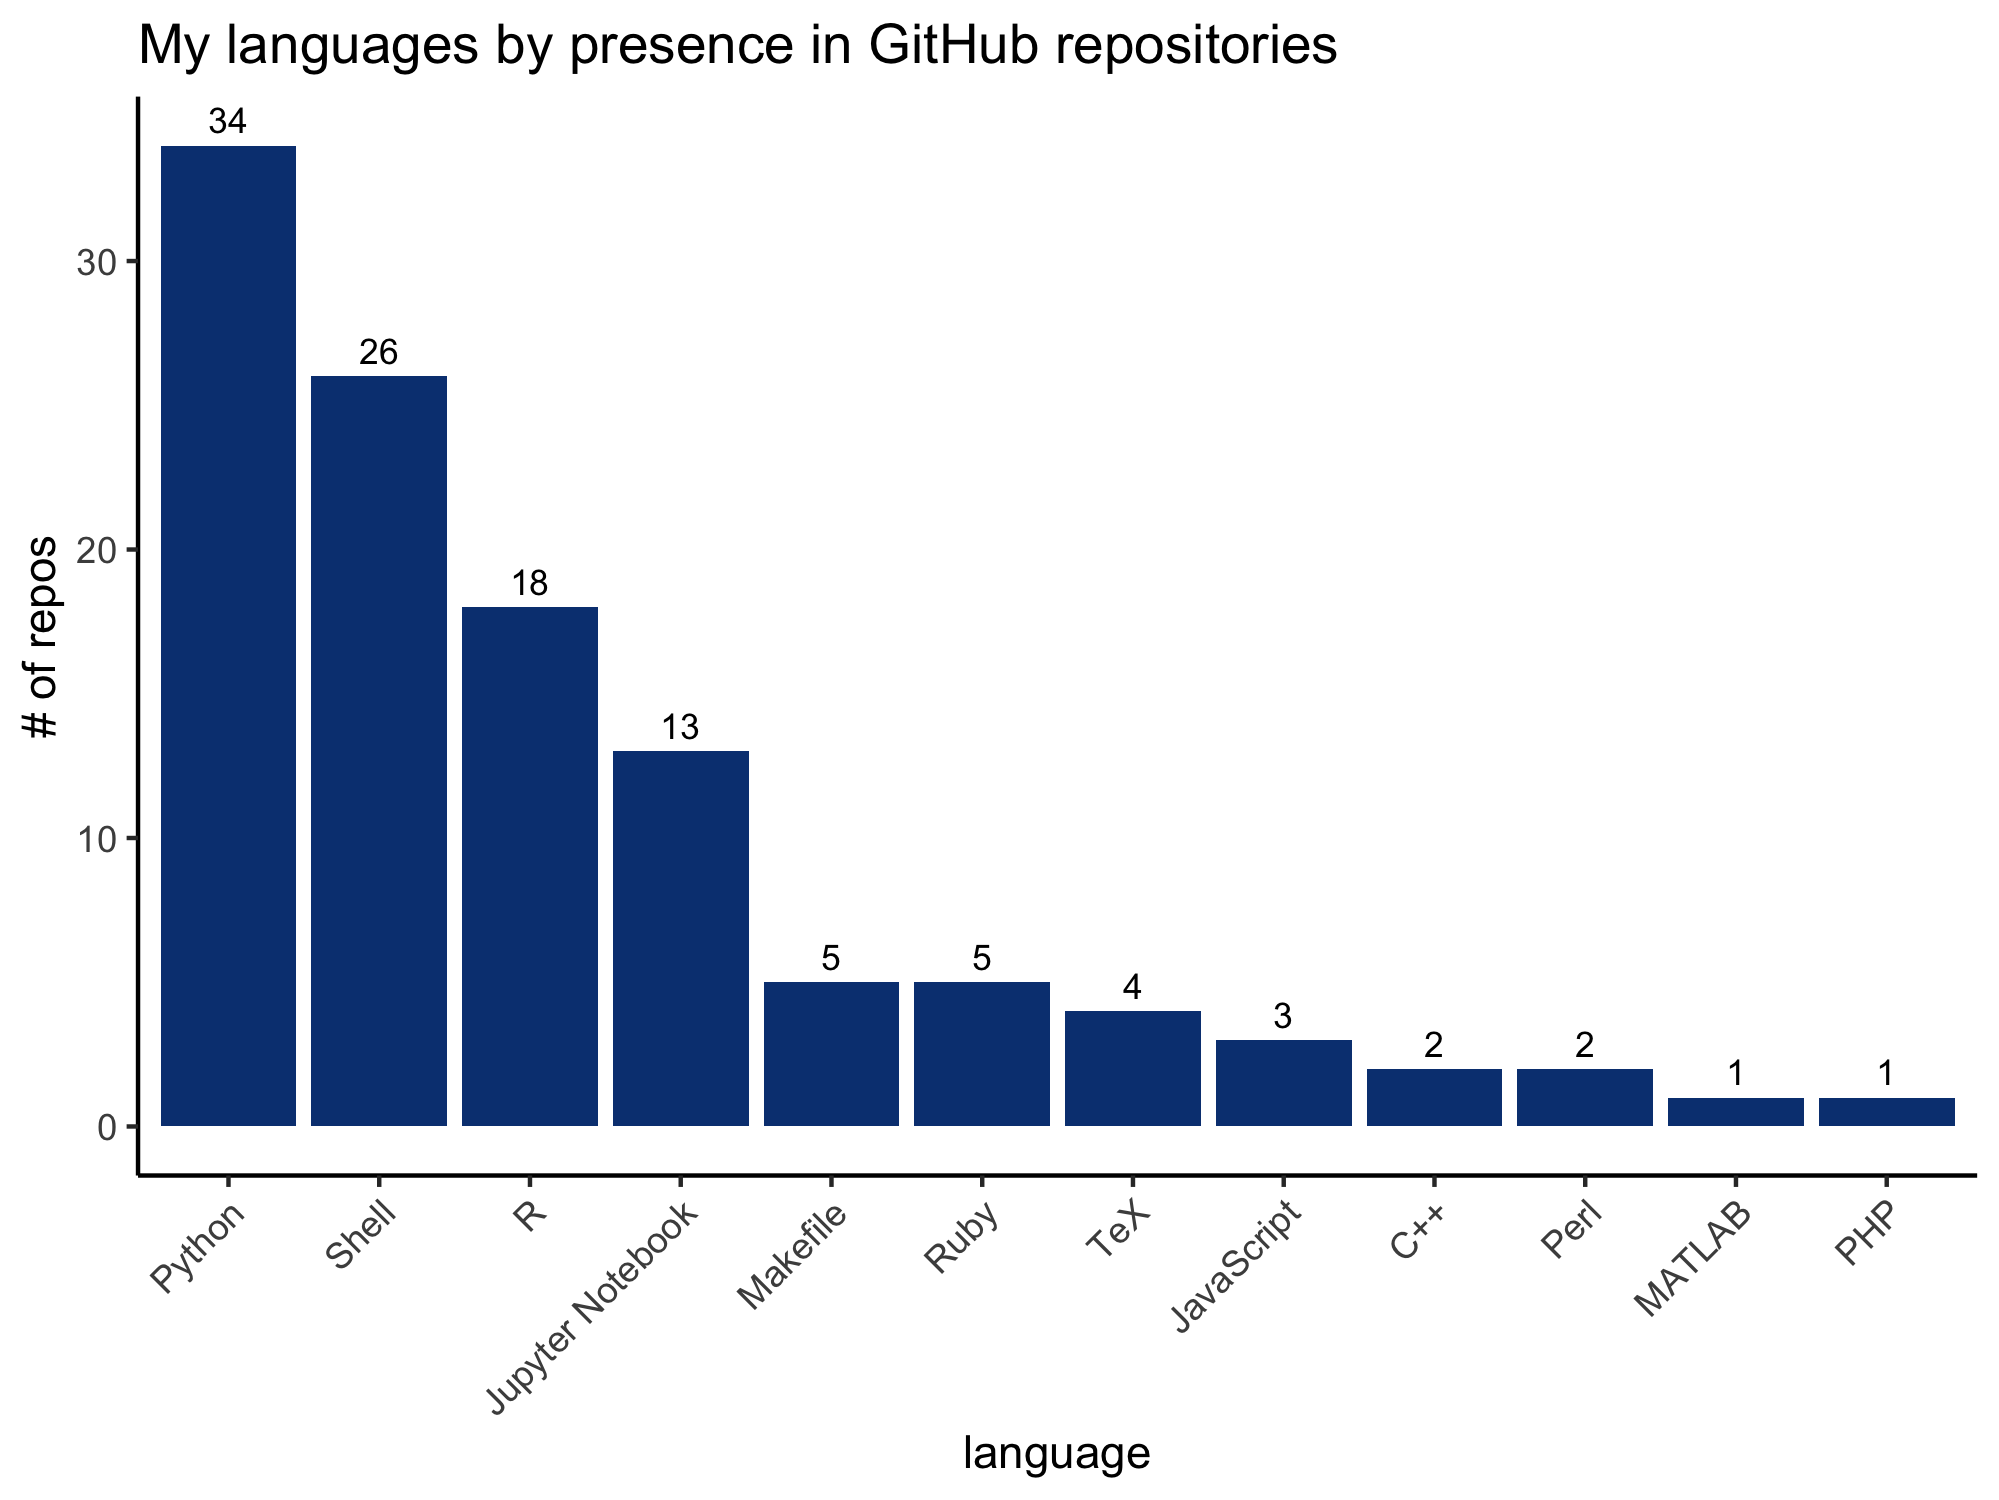 My languages by presence in GitHub repositories
34
26
18
13
5
5
4
3
2
2
1
1
30
20
10
0
# of repos
Python
Shell
R
Jupyter Notebook
Makefile
Ruby
TeX
JavaScript
C++
Perl
MATLAB
PHP
language